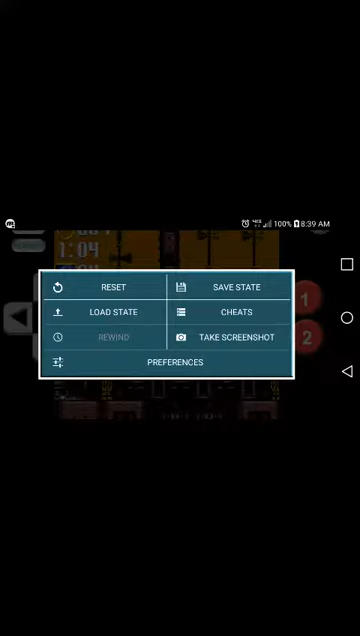 100% 8:39 AM
1:04
RESET
SAVE STATE
1
LOAD STATE
CHEATS
REWIND
TAKE SCREENSHOT
2
PREFERENCES